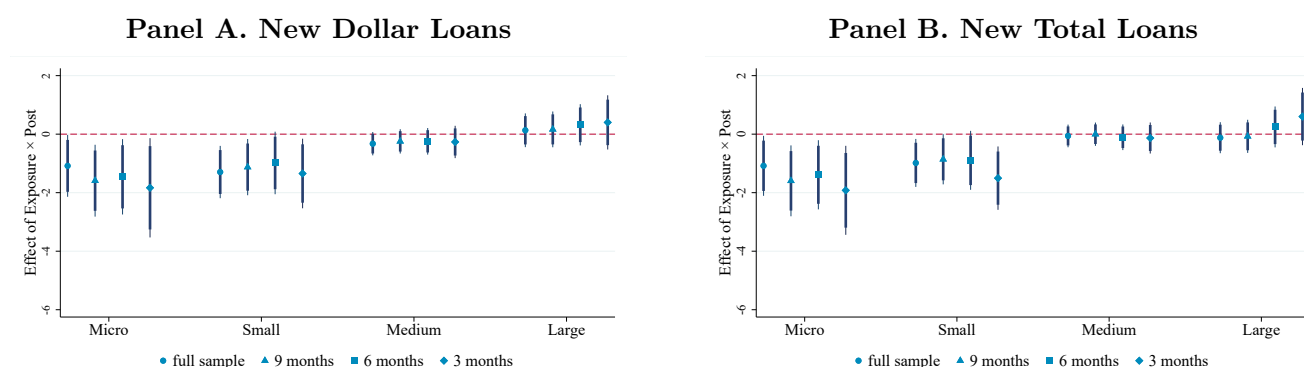 Panel A. New Dollar Loans
Effect of Exposure × Post
2
0
-2
-4
-6
Micro Small Medium Large
full sample 9 months 6 months 3 months
Panel B. New Total Loans
Effect of Exposure × Post
2
0
-2
-4
-6
Micro Small Medium Large
full sample 9 months 6 months 3 months